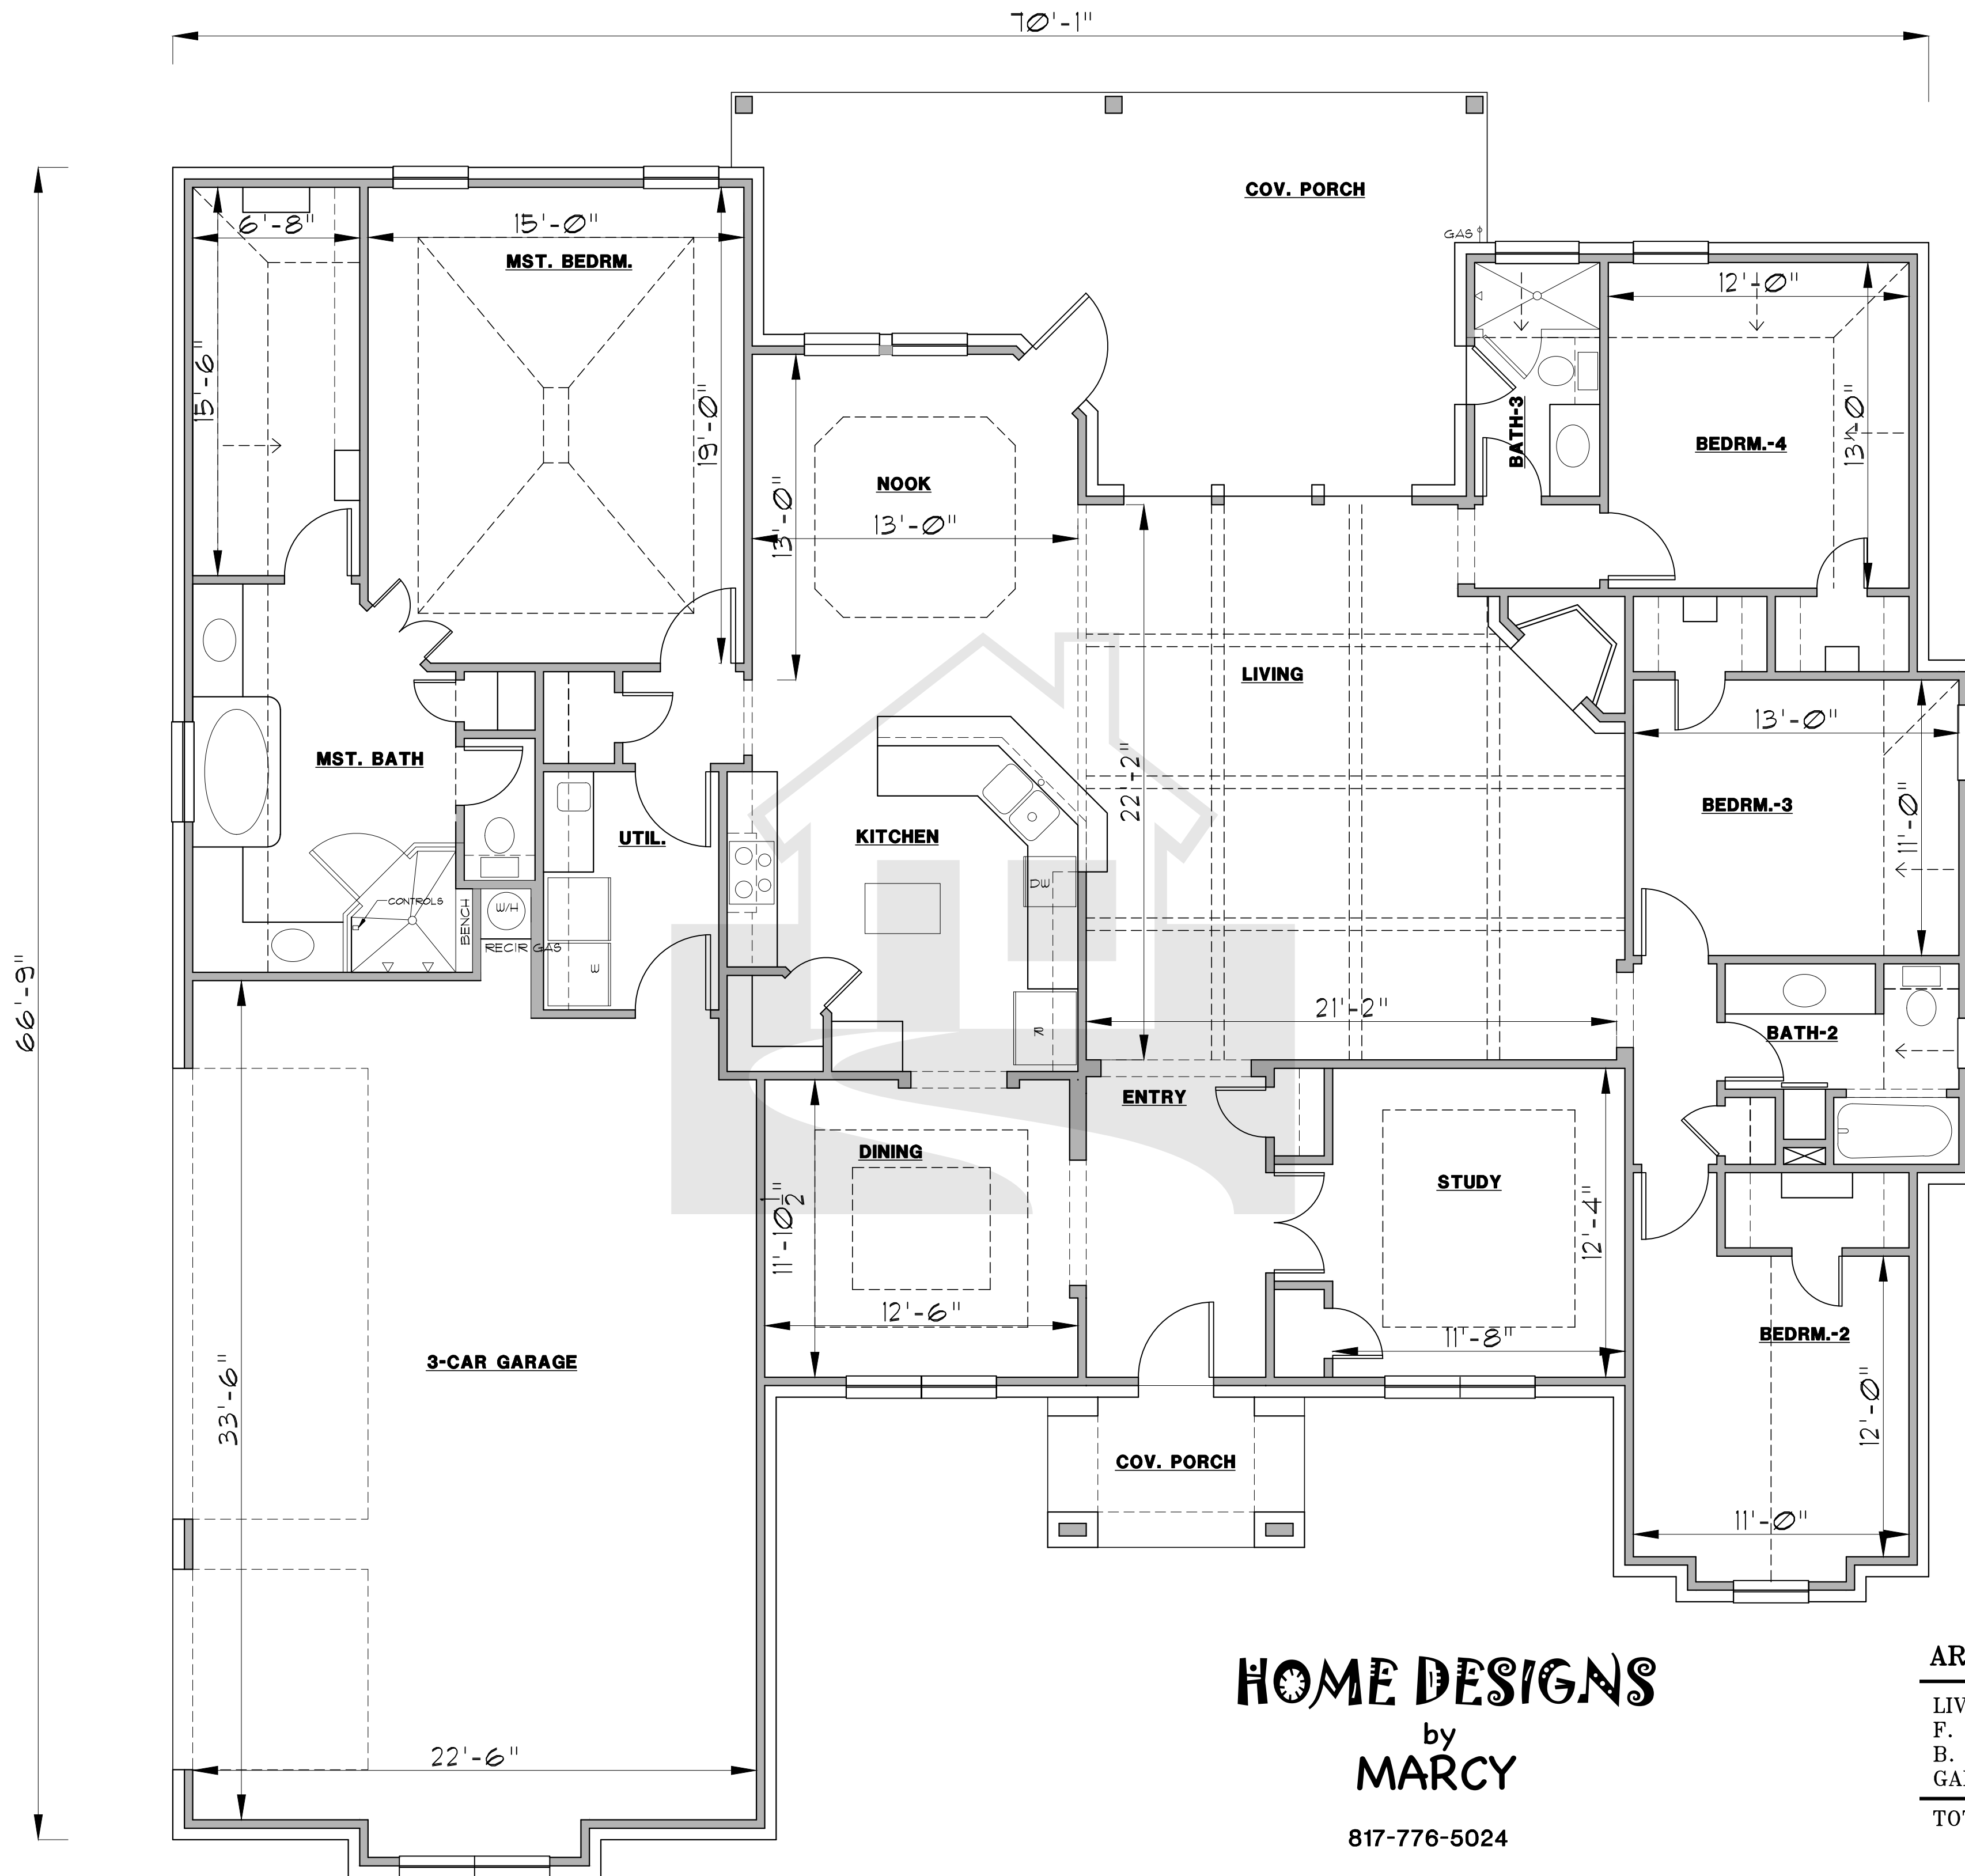 70'-1"
COV. PORCH
GAS
6'-8"
15'-0"
MST. BEDRM.
12'-0"
15'-6"
19'-0"
13'-0"
BATH-3
BEDRM.-4
NOOK
13'-0"
13'-0"
LIVING
13'-0"
22'-2"
MST. BATH
UTIL.
KITCHEN
BEDRM.-3
11'-0"
DW
CONTROLS
BENCH
W/H
RECIR GAS
W
R
66'-9"
21'-2"
BATH-2
ENTRY
DINING
STUDY
11'-10 1/2"
12'-4"
12'-6"
11'-8"
BEDRM.-2
3-CAR GARAGE
33'-6"
12'-0"
COV. PORCH
11'-0"
22'-6"
HOME DESIGNS
by
MARCY
817-776-5024
AR
LIV
F.
B.
GA
TO